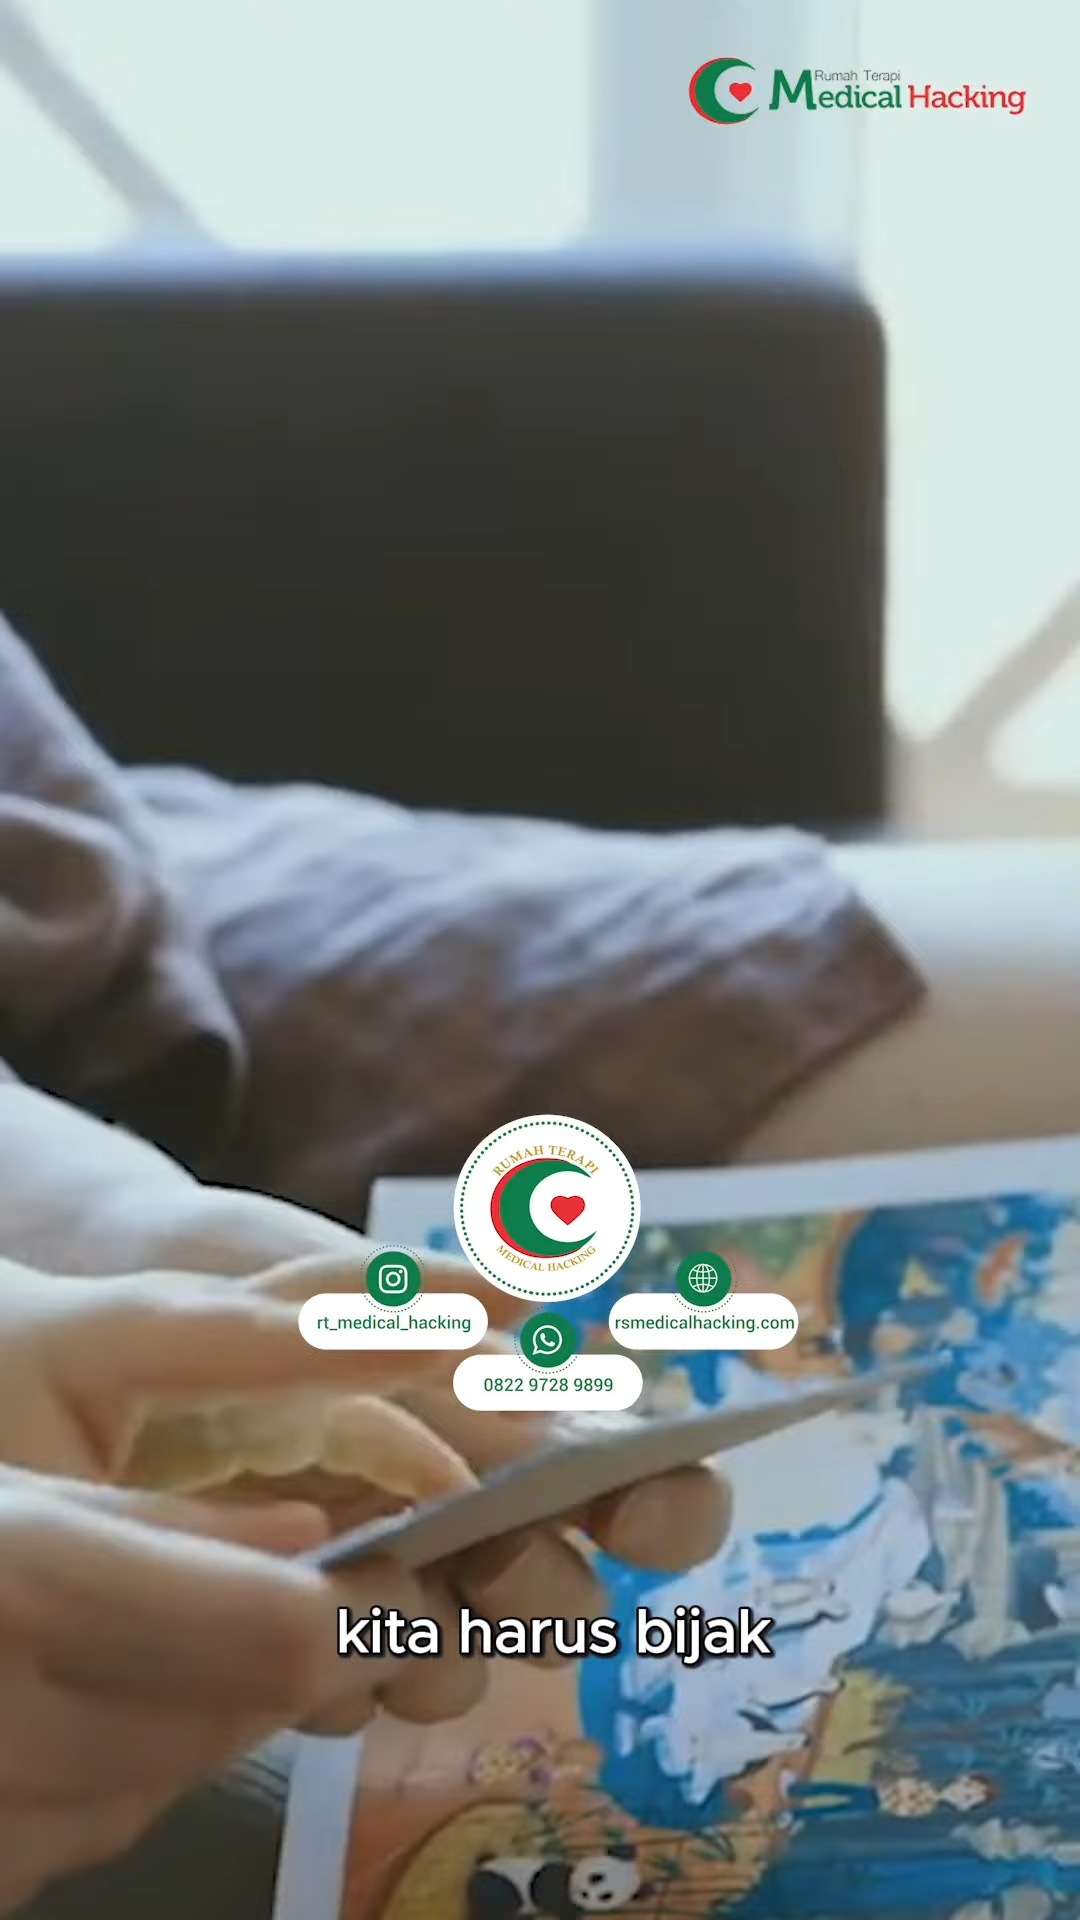 Rumah Terapi
Medical Hacking
RUMAH TERAPI
MEDICAL HACKING
rt_medical_hacking
rsmedicalhacking.com
0822 9728 9899
kita harus bijak